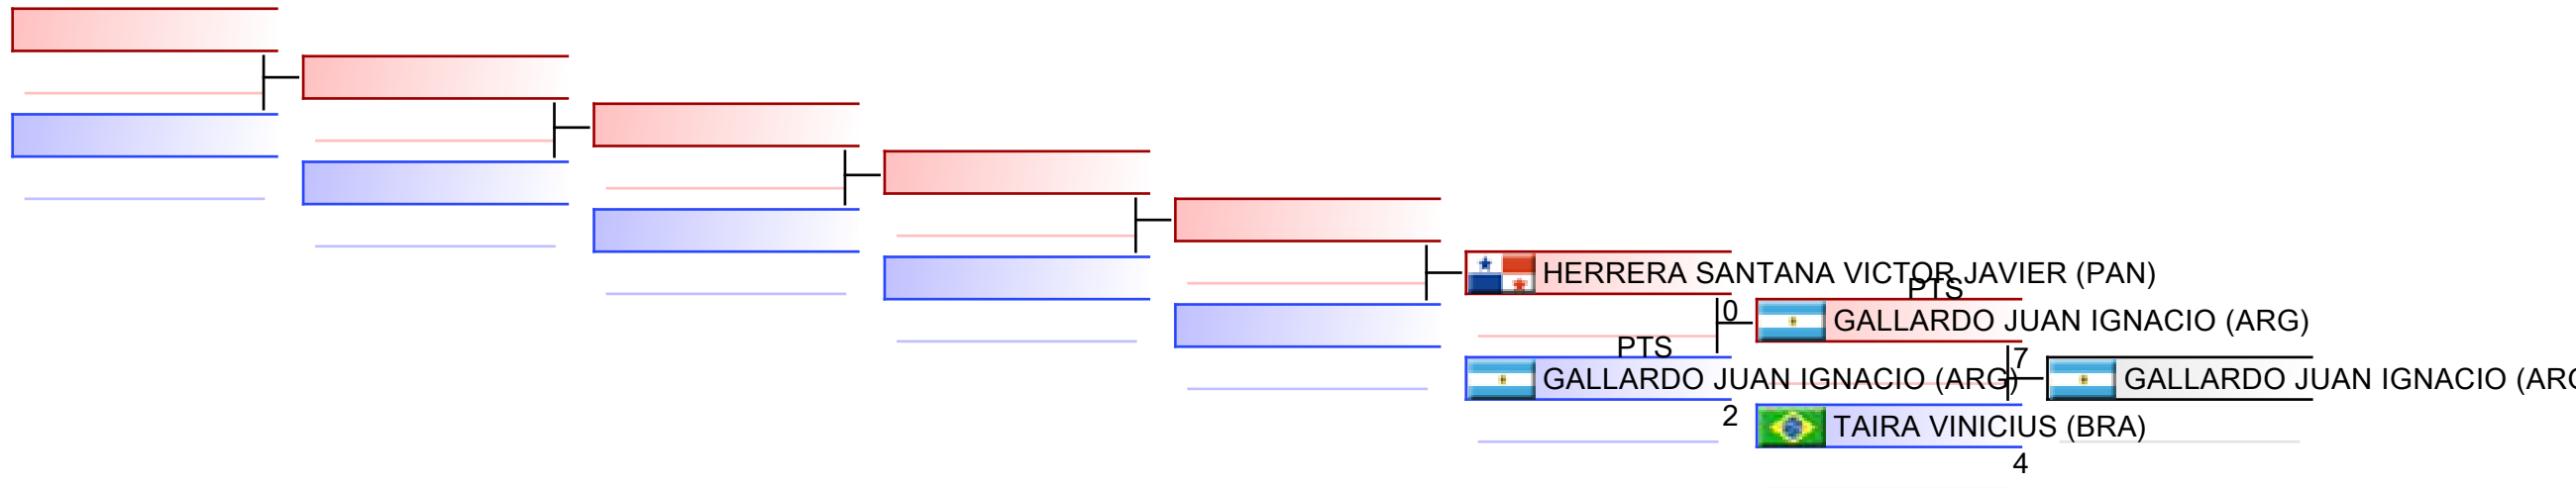 HERRERA SANTANA VICTOR JAVIER (PAN)
PTS
0
GALLARDO JUAN IGNACIO (ARG)
PTS
7
GALLARDO JUAN IGNACIO (ARG)
GALLARDO JUAN IGNACIO (ARG
2
TAIRA VINICIUS (BRA)
4